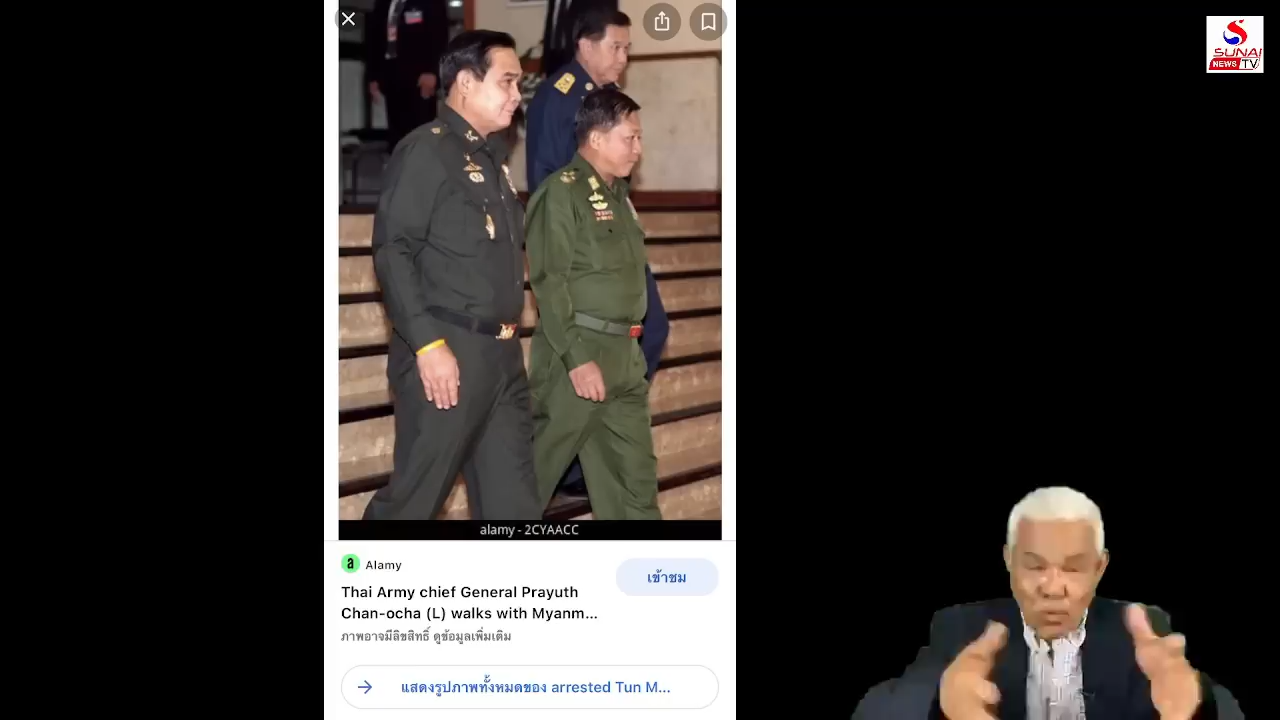 SUNAI
NEWS TV
alamy - 2CYAACC
a Alamy
เข้าชม
Thai Army chief General Prayuth
Chan-ocha (L) walks with Myanm...
ภาพอาจมีลิขสิทธิ์ ดูข้อมูลเพิ่มเติม
แสดงรูปภาพทั้งหมดของ arrested Tun M...